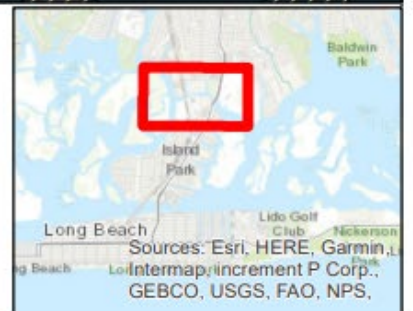 Baldwin
Park
Island
Park
Long Beach
Lido Golf
Club
Nickerson
Sources: Esri, HERE, Garmin,
Intermap, increment P Corp.,
GEBCO, USGS, FAO, NPS,